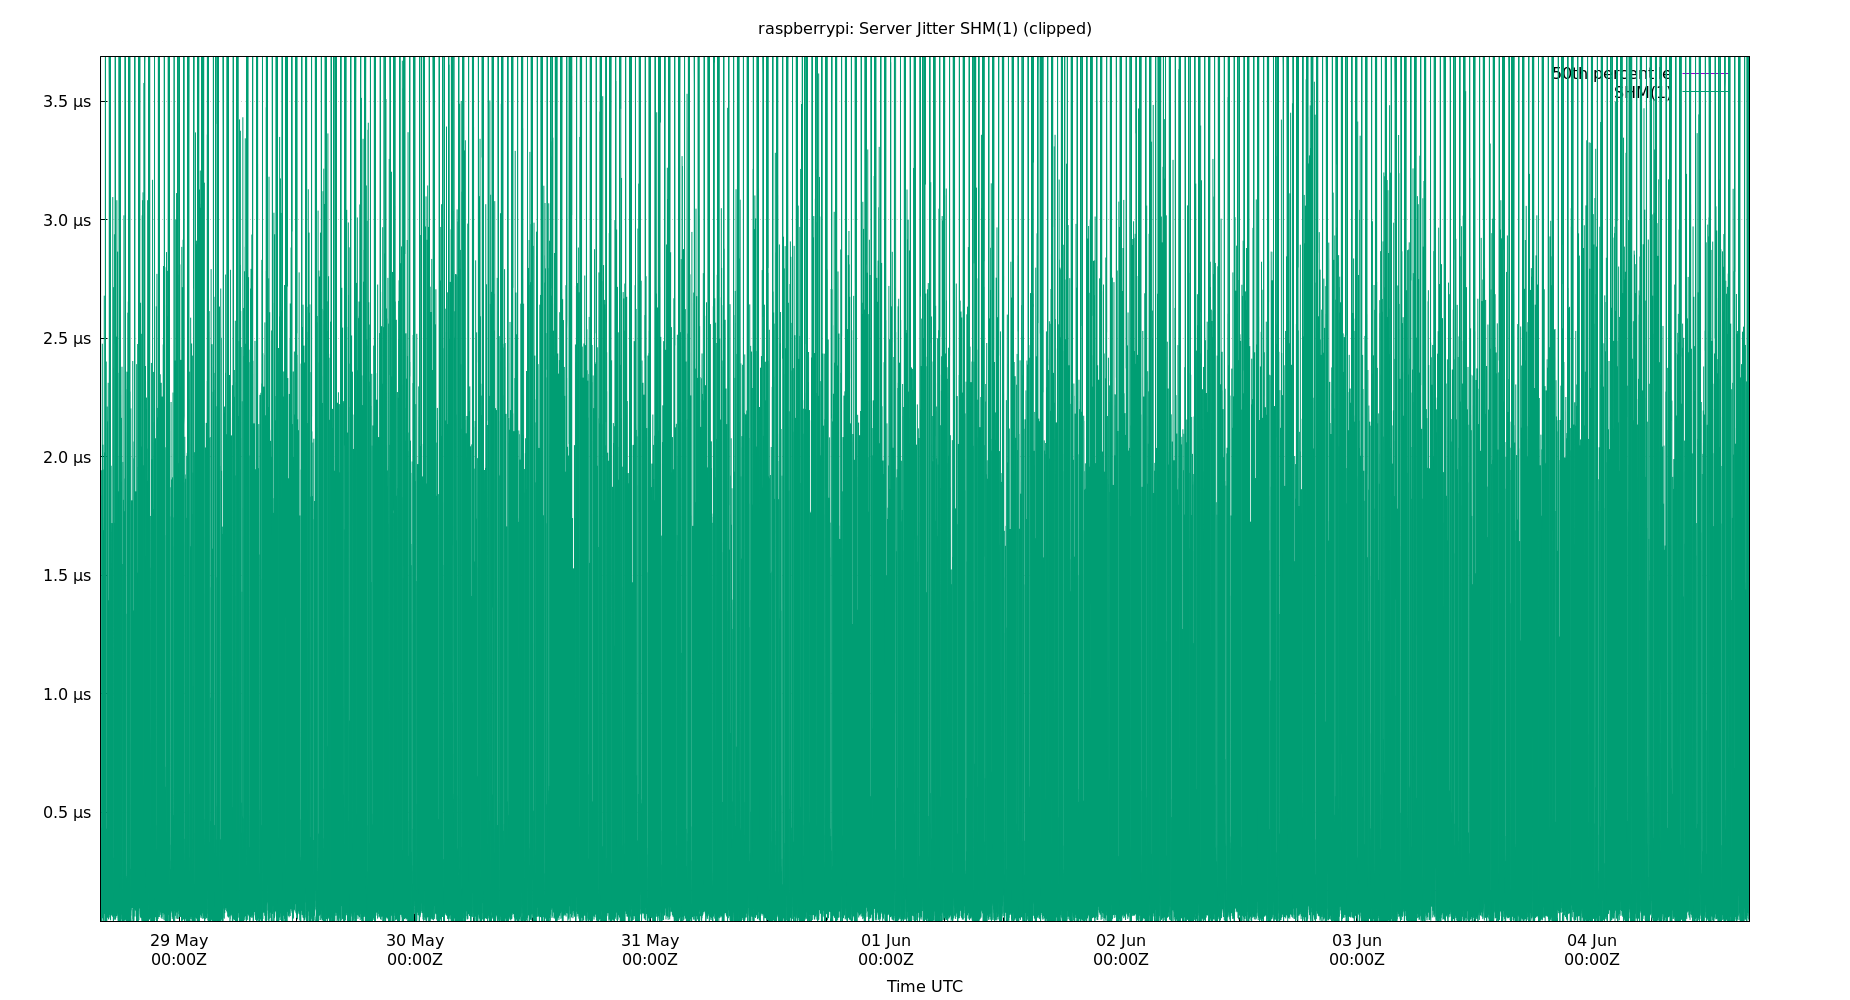 raspberrypi: Server Jitter SHM(1) (clipped)
50th percentile
SHM(1)
3.5 µs
3.0 µs
2.5 µs
2.0 µs
1.5 µs
1.0 µs
0.5 µs
29 May 30 May 31 May 01 Jun 02 Jun 03 Jun 04 Jun
00:00Z 00:00Z 00:00Z 00:00Z 00:00Z 00:00Z 00:00Z
Time UTC